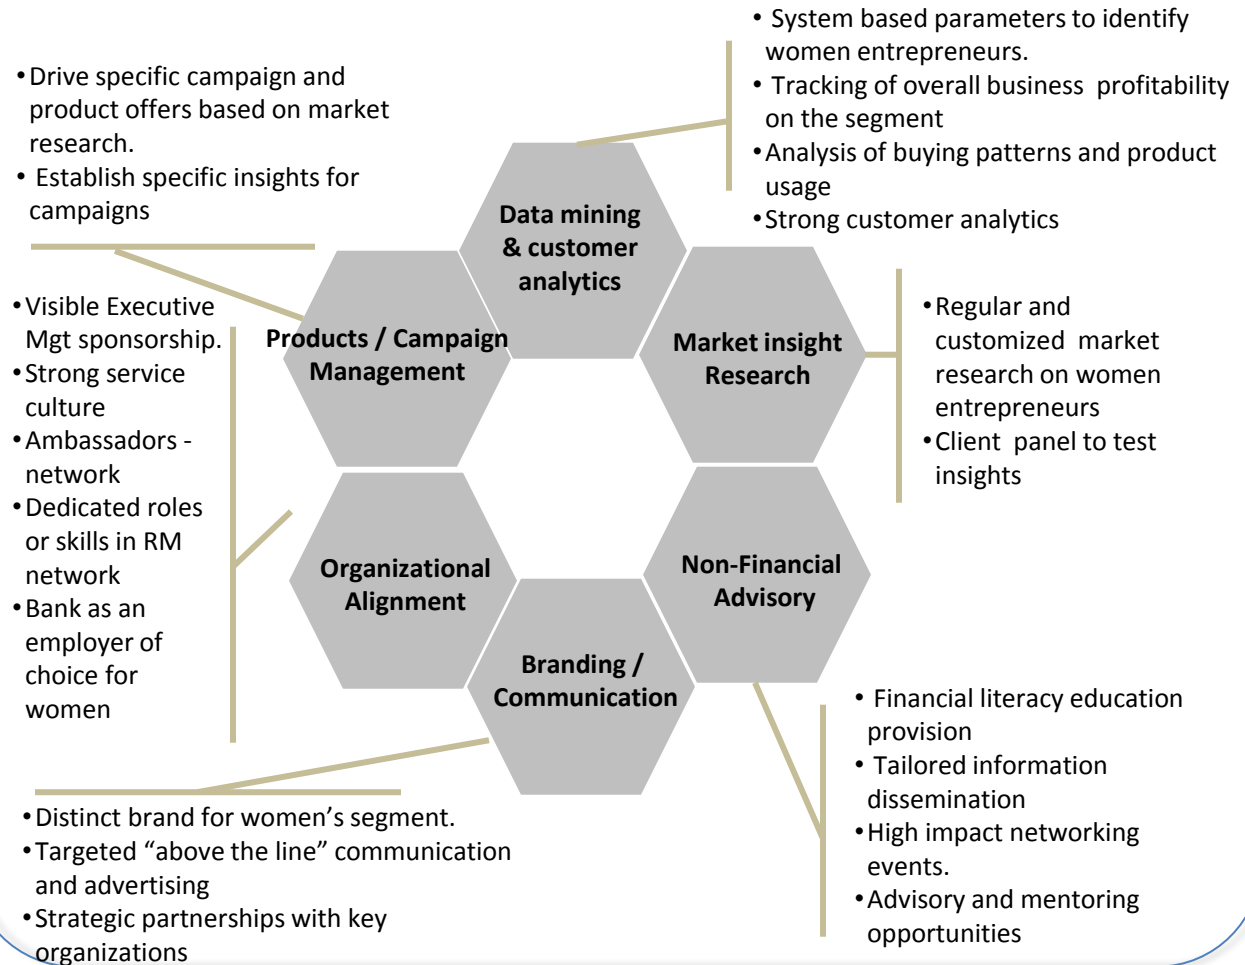 • System based parameters to identify
women entrepreneurs.
• Tracking of overall business profitability
on the segment
•Analysis of buying patterns and product
usage
•Strong customer analytics
•Drive specific campaign and
product offers based on market
research.
• Establish specific insights for
campaigns
Data mining
& customer
analytics
Products / Campaign
Management
Market insight
Research
•Regular and
customized market
research on women
entrepreneurs
•Client panel to test
insights
•Visible Executive
Mgt sponsorship.
•Strong service
culture
•Ambassadors -
network
•Dedicated roles
or skills in RM
network
•Bank as an
employer of
choice for
women
Organizational
Alignment
Non-Financial
Advisory
Branding /
Communication
• Financial literacy education
provision
• Tailored information
dissemination
•High impact networking
events.
•Advisory and mentoring
opportunities
•Distinct brand for women’s segment.
•Targeted “above the line” communication
and advertising
•Strategic partnerships with key
organizations